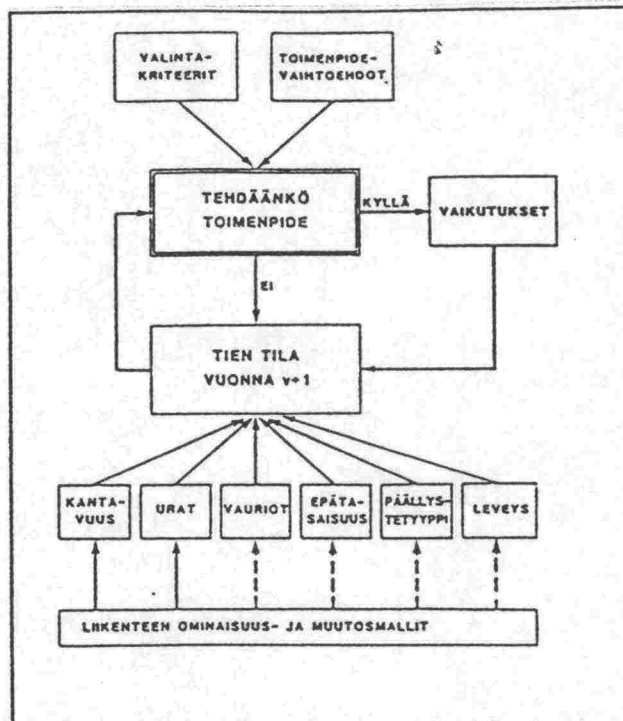 VALINTA-
KRITEERIT
TOIMENPIDE-
VAIHTOEHDOT
TEHDÄÄNKÖ
TOIMENPIDE
KYLLÄ
VAIKUTUKSET
EI
TIEN TILA
VUONNA v+1
KANTA-
VUUS
URAT
VAURIOT
EPÄTA-
SAISUUS
PÄÄLLYS-
TETYYPPI
LEVEYS
LIIKENTEEN OMINAISUUS- JA MUUTOSMALLIT